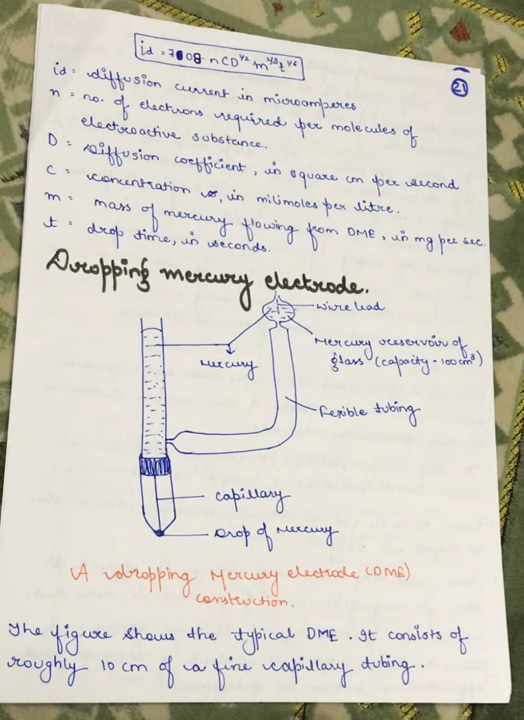 id = 7608 nCD^1/2 m^2/3 t^1/6
21
id = diffusion current in microamperes
n = no. of electrons required per molecules of
electroactive substance.
D = Diffusion coefficient, in square cm per second
C = concentration, in milimoles per litre.
m = mass of mercury flowing from DME, in mg per sec.
t = drop time, in seconds.
Dropping mercury electrode.
wire lead
Mercury reservoir of
glass (capacity = 100cm³)
Mercury
flexible tubing
capillary
Drop of Mercury
A dropping Mercury electrode (DME)
construction.
The figure shows the typical DME. It consists of
roughly 10 cm of a fine capillary tubing.